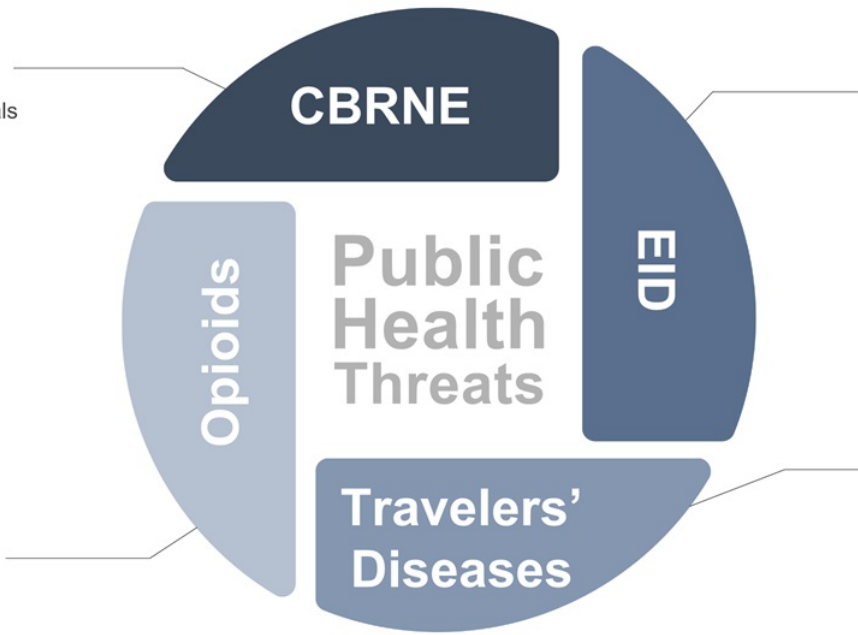 CBRNE
EID
Public
Health
Threats
Opioids
Travelers’
Diseases